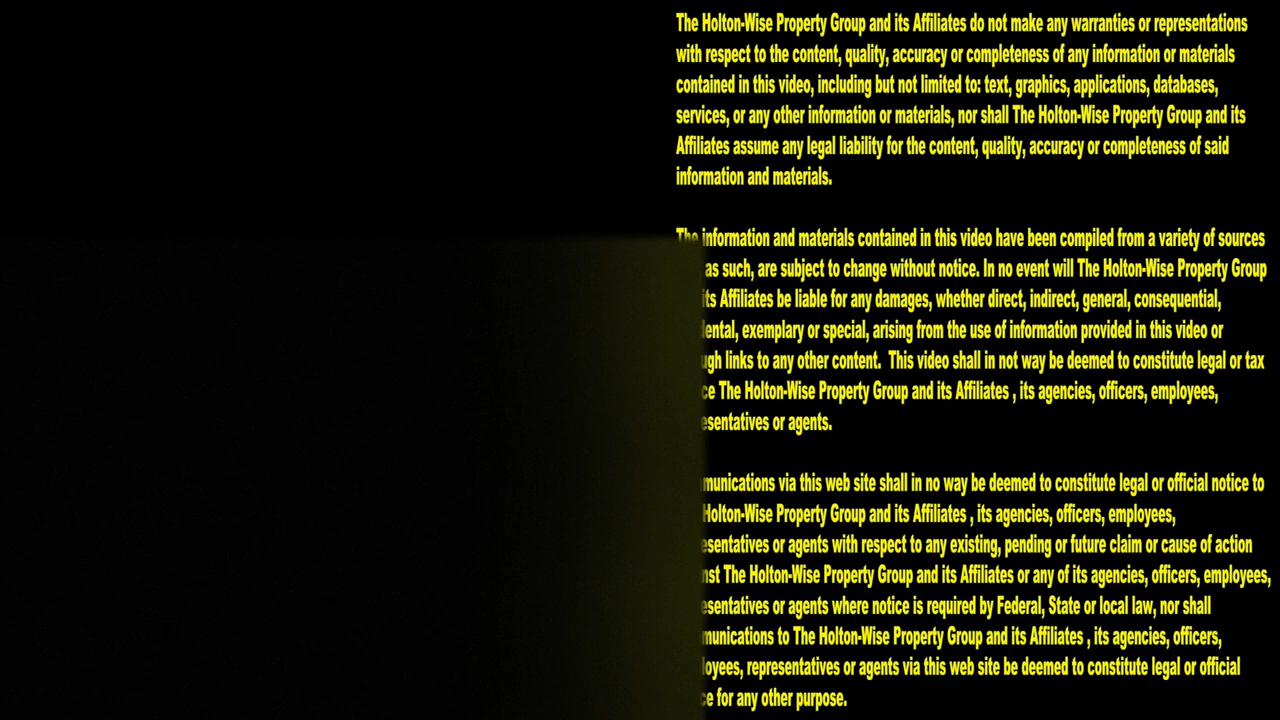 The Holton-Wise Property Group and its Affiliates do not make any warranties or representations
with respect to the content, quality, accuracy or completeness of any information or materials
contained in this video, including but not limited to: text, graphics, applications, databases,
services, or any other information or materials, nor shall The Holton-Wise Property Group and its
Affiliates assume any legal liability for the content, quality, accuracy or completeness of said
information and materials.
The information and materials contained in this video have been compiled from a variety of sources
as such, are subject to change without notice. In no event will The Holton-Wise Property Group
its Affiliates be liable for any damages, whether direct, indirect, general, consequential,
exemplary or special, arising from the use of information provided in this video or
links to any other content. This video shall in not way be deemed to constitute legal or tax
The Holton-Wise Property Group and its Affiliates , its agencies, officers, employees,
or agents.
via this web site shall in no way be deemed to constitute legal or official notice to
Holton-Wise Property Group and its Affiliates , its agencies, officers, employees,
or agents with respect to any existing, pending or future claim or cause of action
The Holton-Wise Property Group and its Affiliates or any of its agencies, officers, employees,
or agents where notice is required by Federal, State or local law, nor shall
to The Holton-Wise Property Group and its Affiliates , its agencies, officers,
representatives or agents via this web site be deemed to constitute legal or official
for any other purpose.